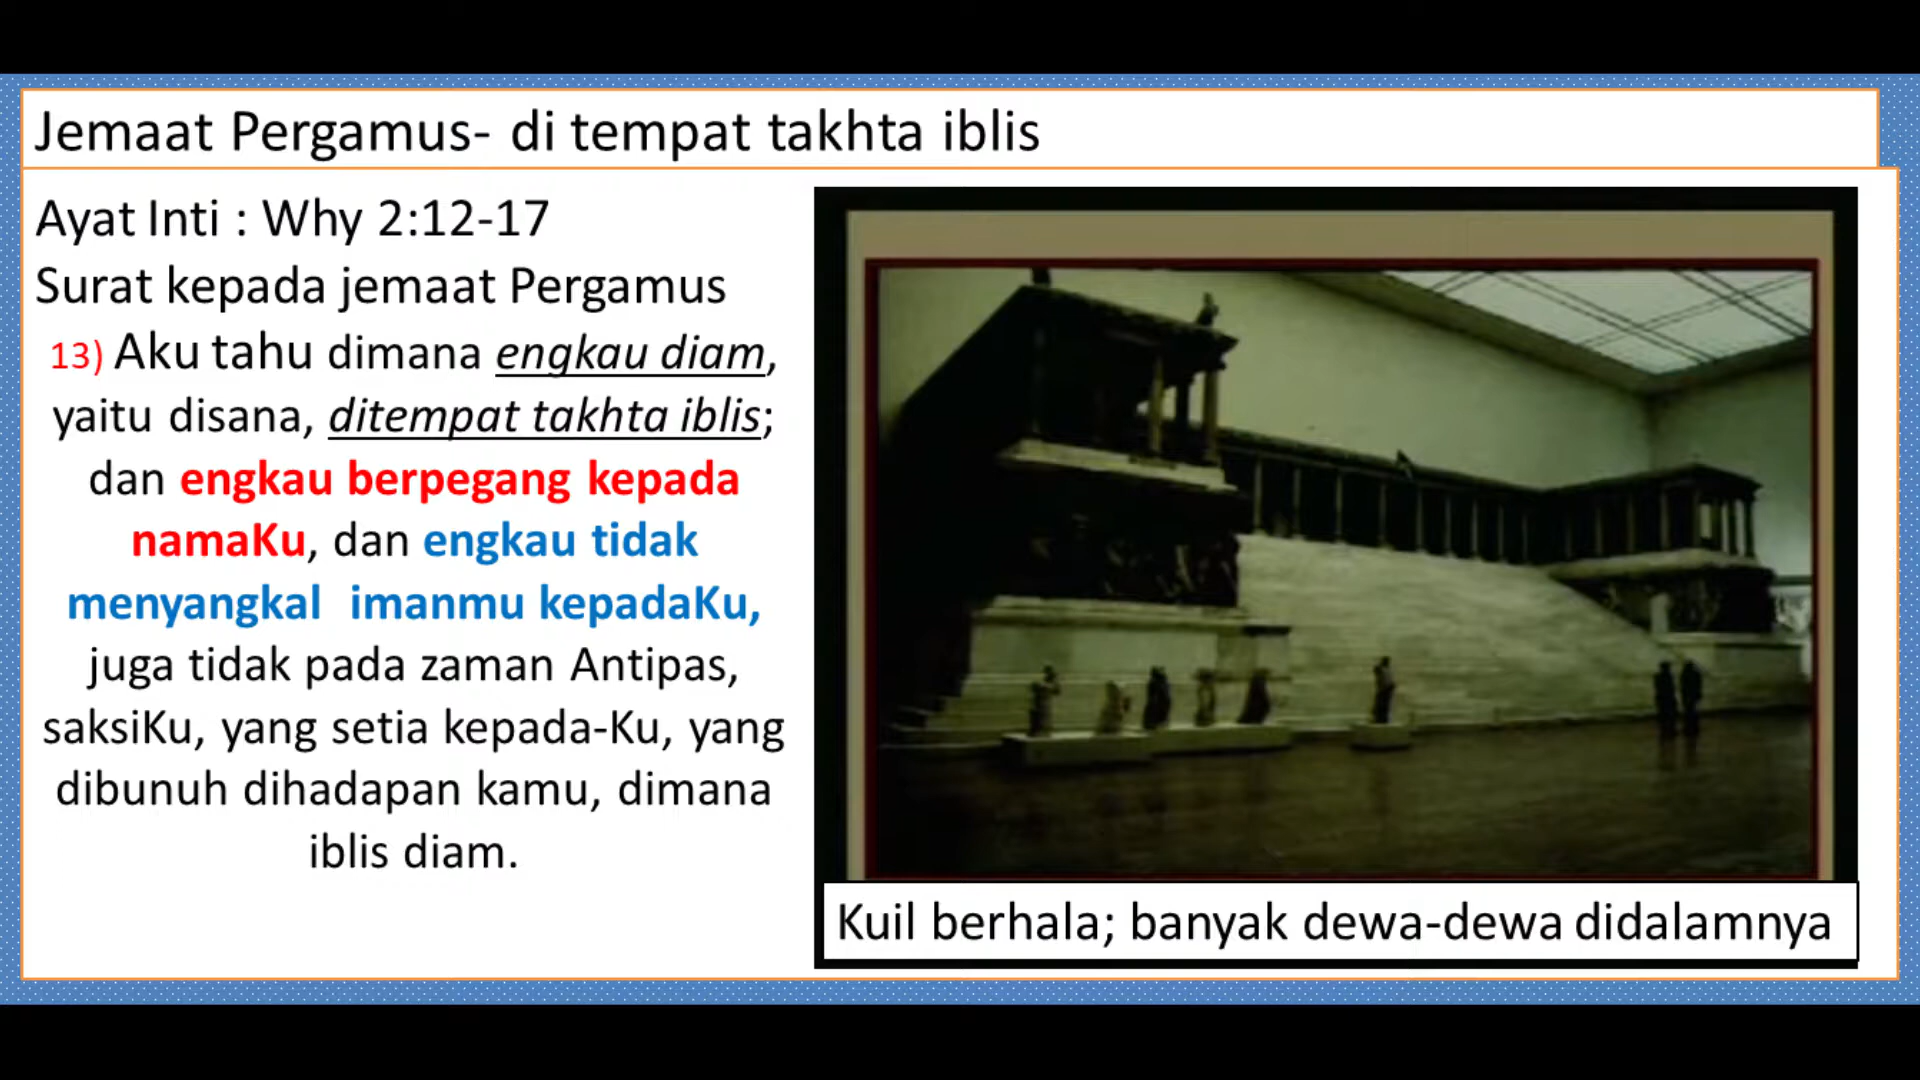 Jemaat Pergamus- di tempat takhta iblis
Ayat Inti : Why 2:12-17
Surat kepada jemaat Pergamus
13) Aku tahu dimana engkau diam,
yaitu disana, ditempat takhta iblis;
dan engkau berpegang kepada
namaKu, dan engkau tidak
menyangkal  imanmu kepadaKu,
juga tidak pada zaman Antipas,
saksiKu, yang setia kepada-Ku, yang
dibunuh dihadapan kamu, dimana
iblis diam.
Kuil berhala; banyak dewa-dewa didalamnya